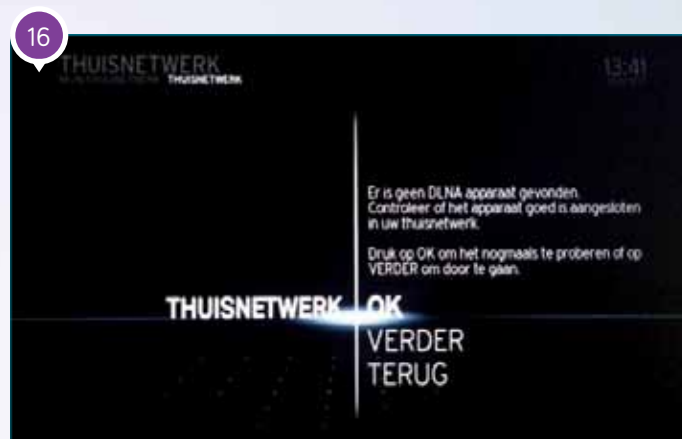 16
THUISNETWERK
THUISNETWERK
13:41
Er is geen DLNA apparaat gevonden.
Controleer of het apparaat goed is aangesloten
in uw thuisnetwerk.
Druk op OK om het nogmaals te proberen of op
VERDER om door te gaan.
THUISNETWERK OK
VERDER
TERUG